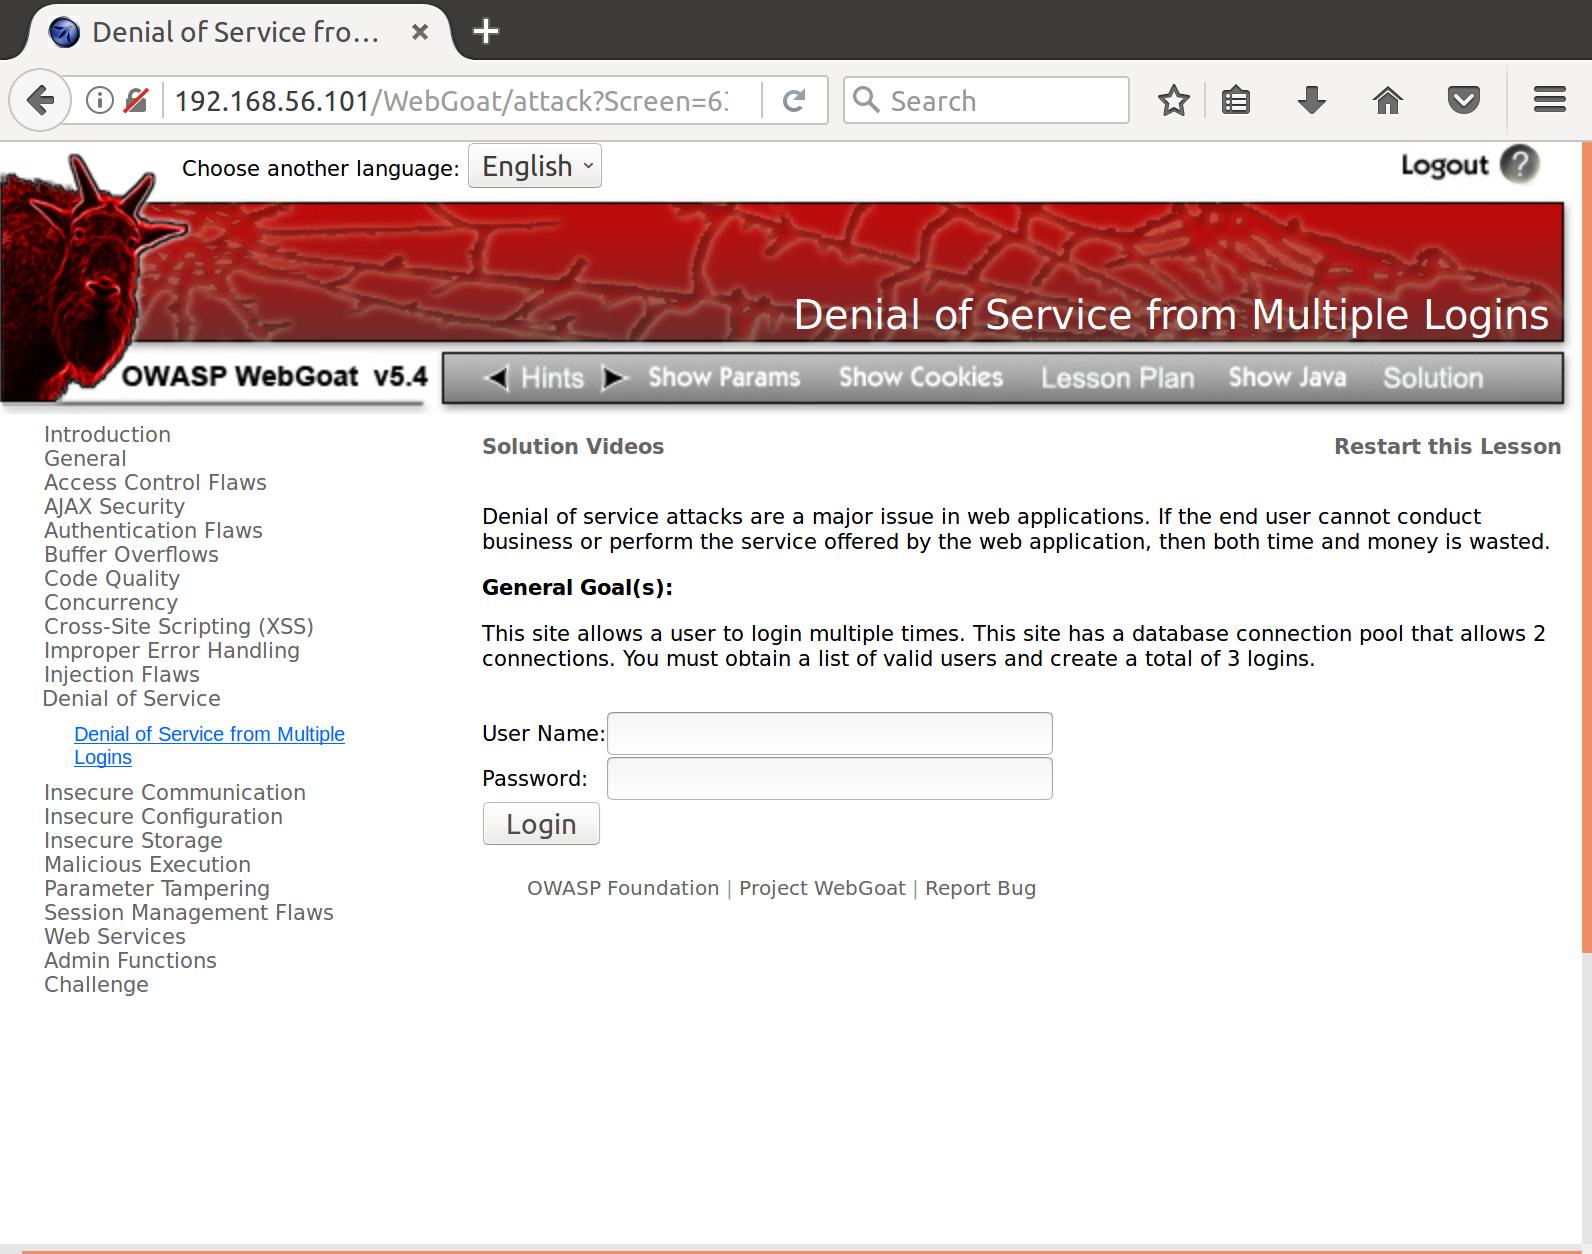 Denial of Service fro...
192.168.56.101/WebGoat/attack?Screen=6
Search
Choose another language: English
Logout ?
Denial of Service from Multiple Logins
OWASP WebGoat v5.4
Hints Show Params Show Cookies Lesson Plan Show Java Solution
Introduction
General
Access Control Flaws
AJAX Security
Authentication Flaws
Buffer Overflows
Code Quality
Concurrency
Cross-Site Scripting (XSS)
Improper Error Handling
Injection Flaws
Denial of Service
Denial of Service from Multiple
Logins
Insecure Communication
Insecure Configuration
Insecure Storage
Malicious Execution
Parameter Tampering
Session Management Flaws
Web Services
Admin Functions
Challenge
Solution Videos
Restart this Lesson
Denial of service attacks are a major issue in web applications. If the end user cannot conduct
business or perform the service offered by the web application, then both time and money is wasted.
General Goal(s):
This site allows a user to login multiple times. This site has a database connection pool that allows 2
connections. You must obtain a list of valid users and create a total of 3 logins.
User Name:
Password:
Login
OWASP Foundation | Project WebGoat | Report Bug